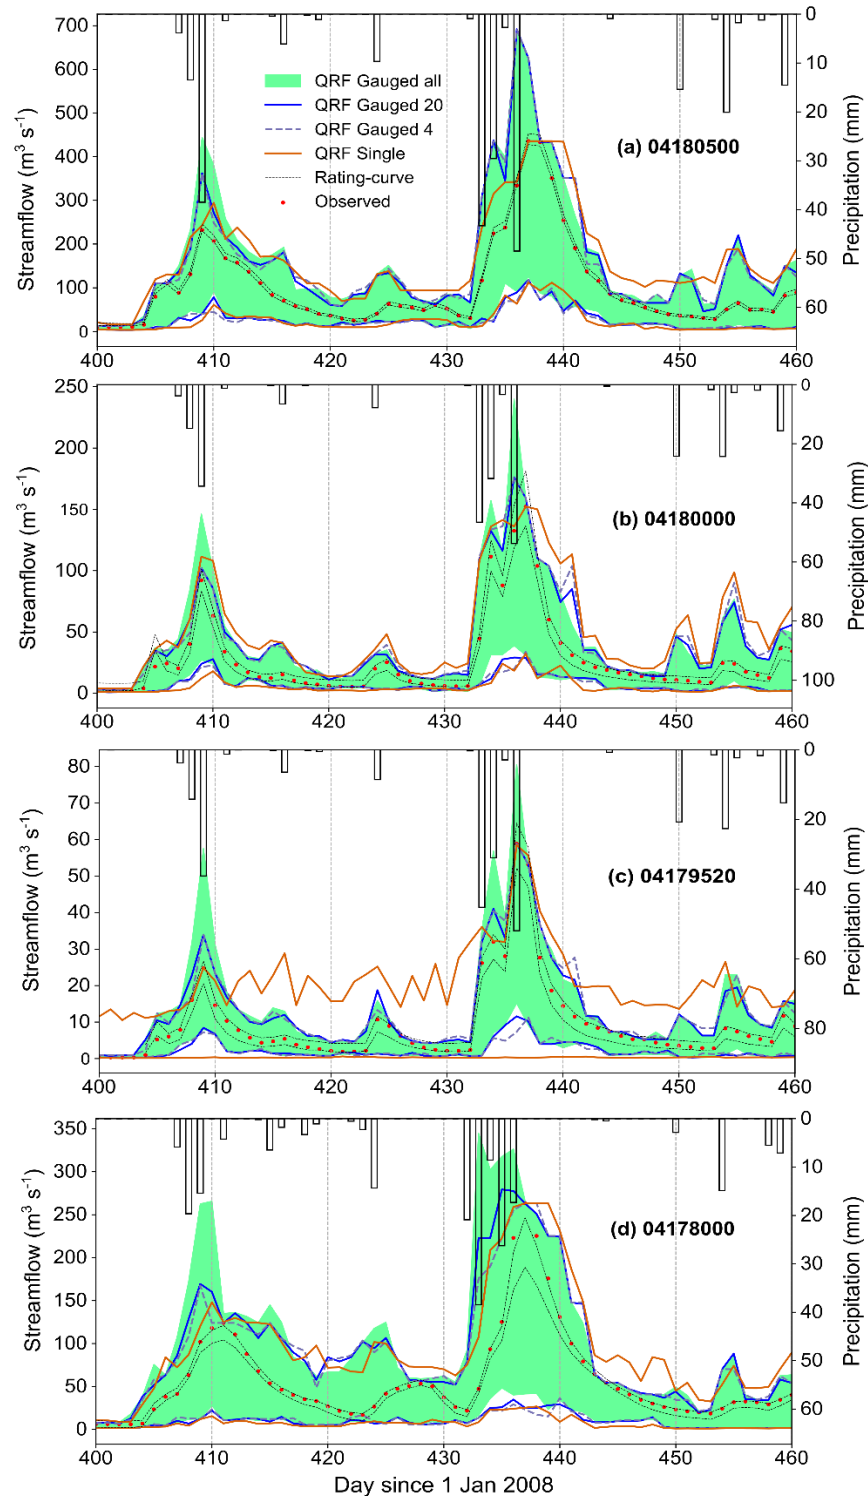 700
600
500
400
300
200
100
0
Streamflow (m³ s⁻¹)
QRF Gauged all
QRF Gauged 20
QRF Gauged 4
QRF Single
Rating-curve
Observed
(a) 04180500
0
10
20
30
40
50
60
Precipitation (mm)
400 410 420 430 440 450 460
250
200
150
100
50
0
Streamflow (m³ s⁻¹)
(b) 04180000
0
20
40
60
80
100
Precipitation (mm)
400 410 420 430 440 450 460
80
70
60
50
40
30
20
10
0
Streamflow (m³ s⁻¹)
(c) 04179520
0
20
40
60
80
Precipitation (mm)
400 410 420 430 440 450 460
350
300
250
200
150
100
50
0
Streamflow (m³ s⁻¹)
(d) 04178000
0
10
20
30
40
50
60
Precipitation (mm)
400 410 420 430 440 450 460
Day since 1 Jan 2008